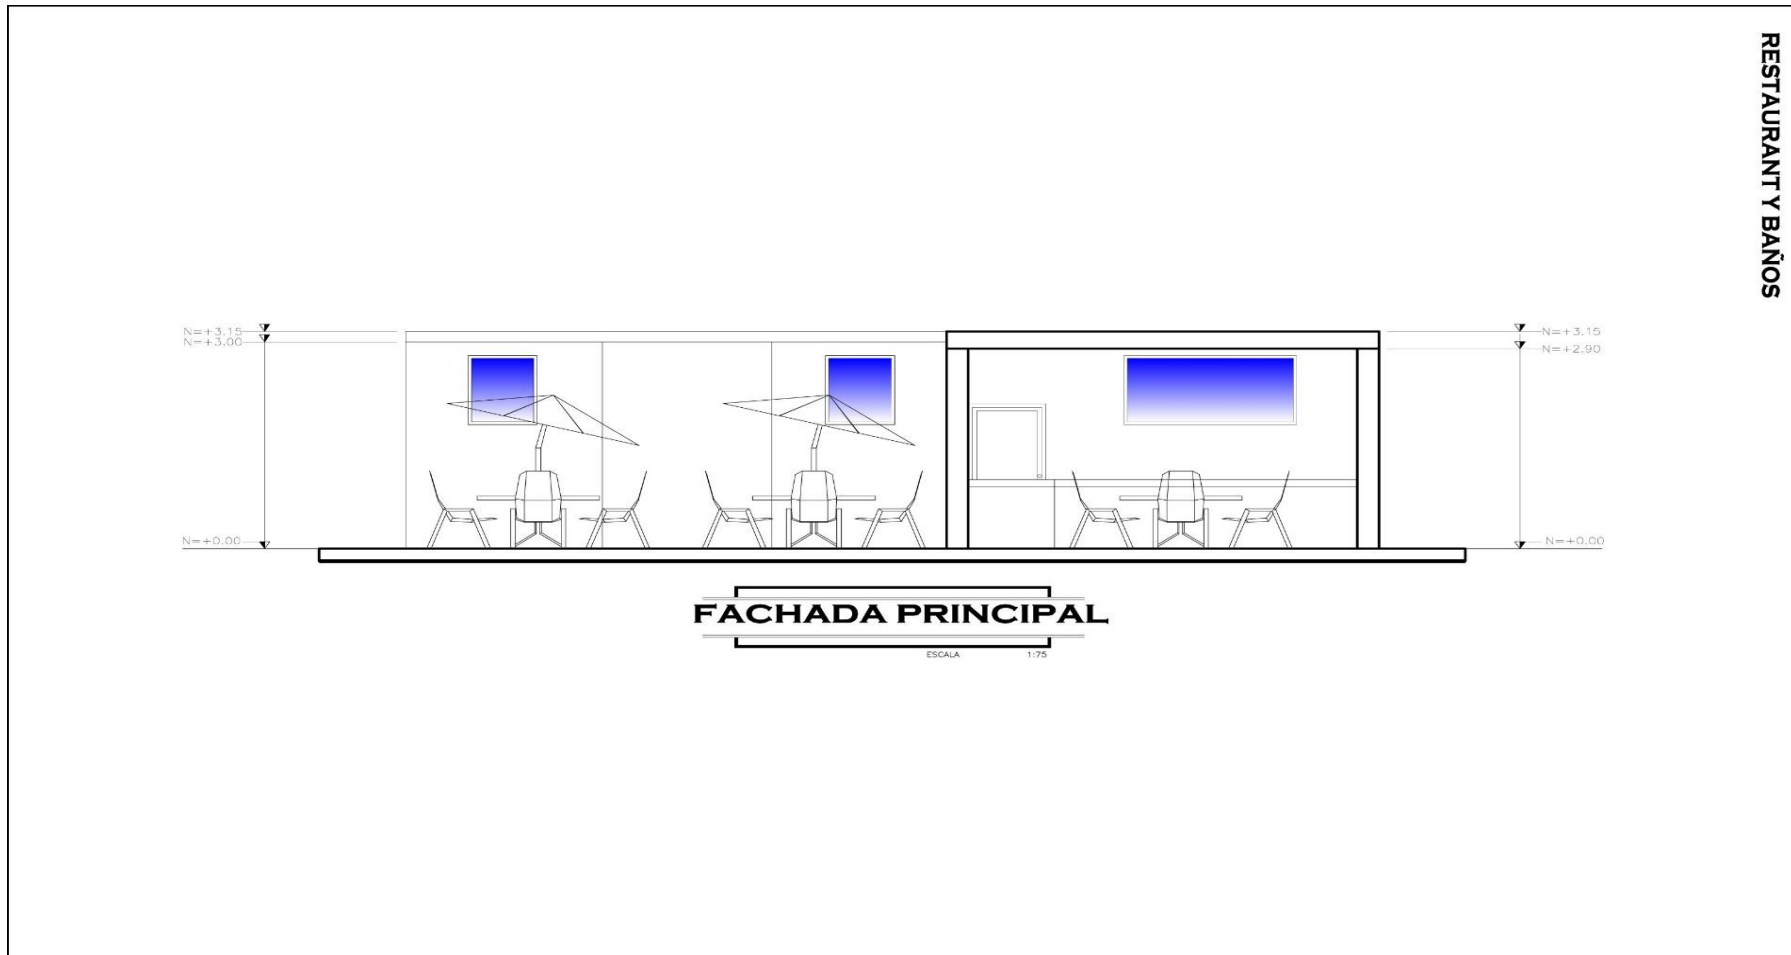 RESTAURANT Y BAÑOS
N=+3.15
N=+3.00
N=+0.00
N=+3.15
N=+2.90
N=+0.00
FACHADA PRINCIPAL
ESCALA 1:75